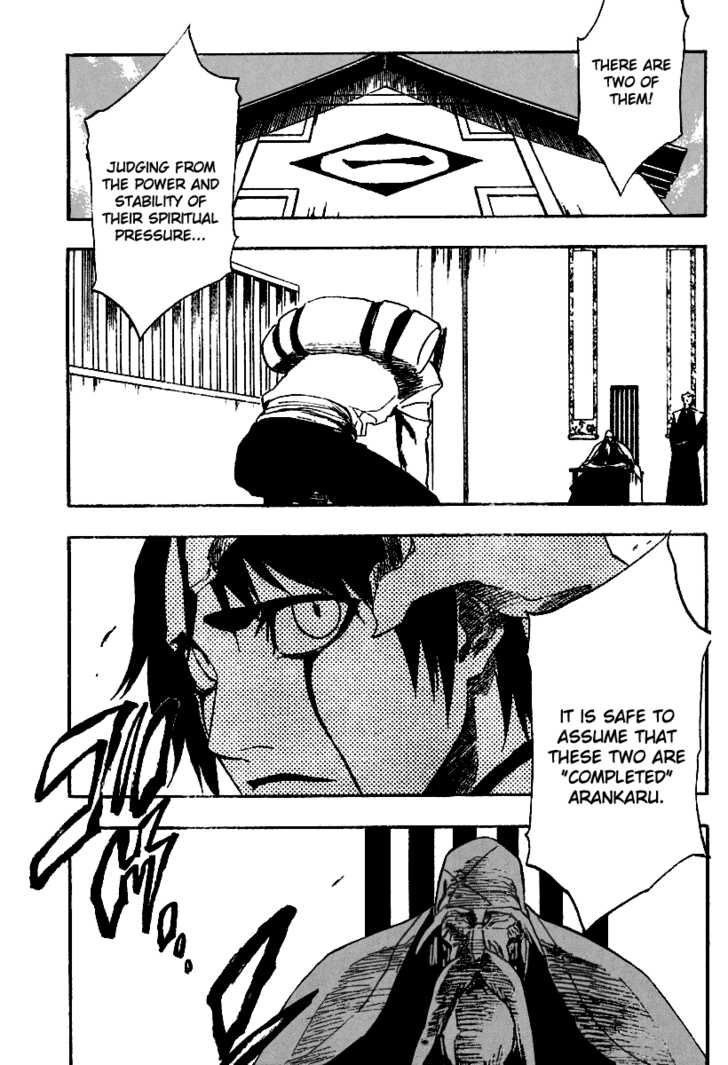 THERE ARE
TWO OF
THEM!
一
JUDGING FROM
THE POWER AND
STABILITY OF
THEIR SPIRITUAL
PRESSURE...
IT IS SAFE TO
ASSUME THAT
THESE TWO ARE
"COMPLETED"
ARANKARU.